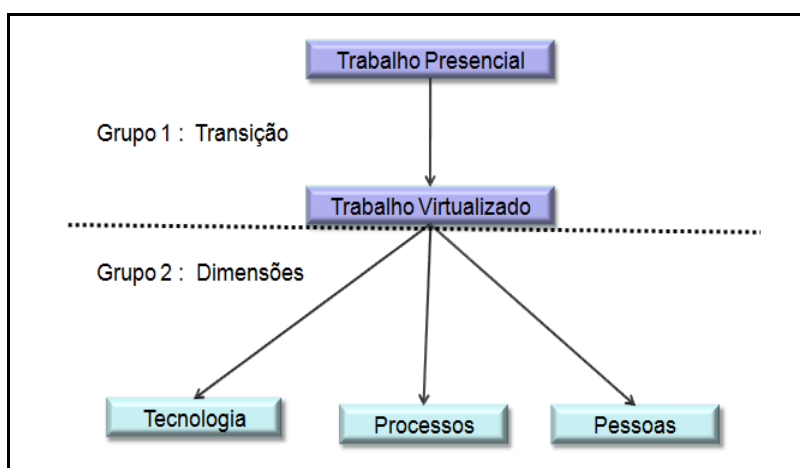 Trabalho Presencial
Grupo 1 : Transição
Trabalho Virtualizado
Grupo 2 : Dimensões
Tecnologia
Processos
Pessoas